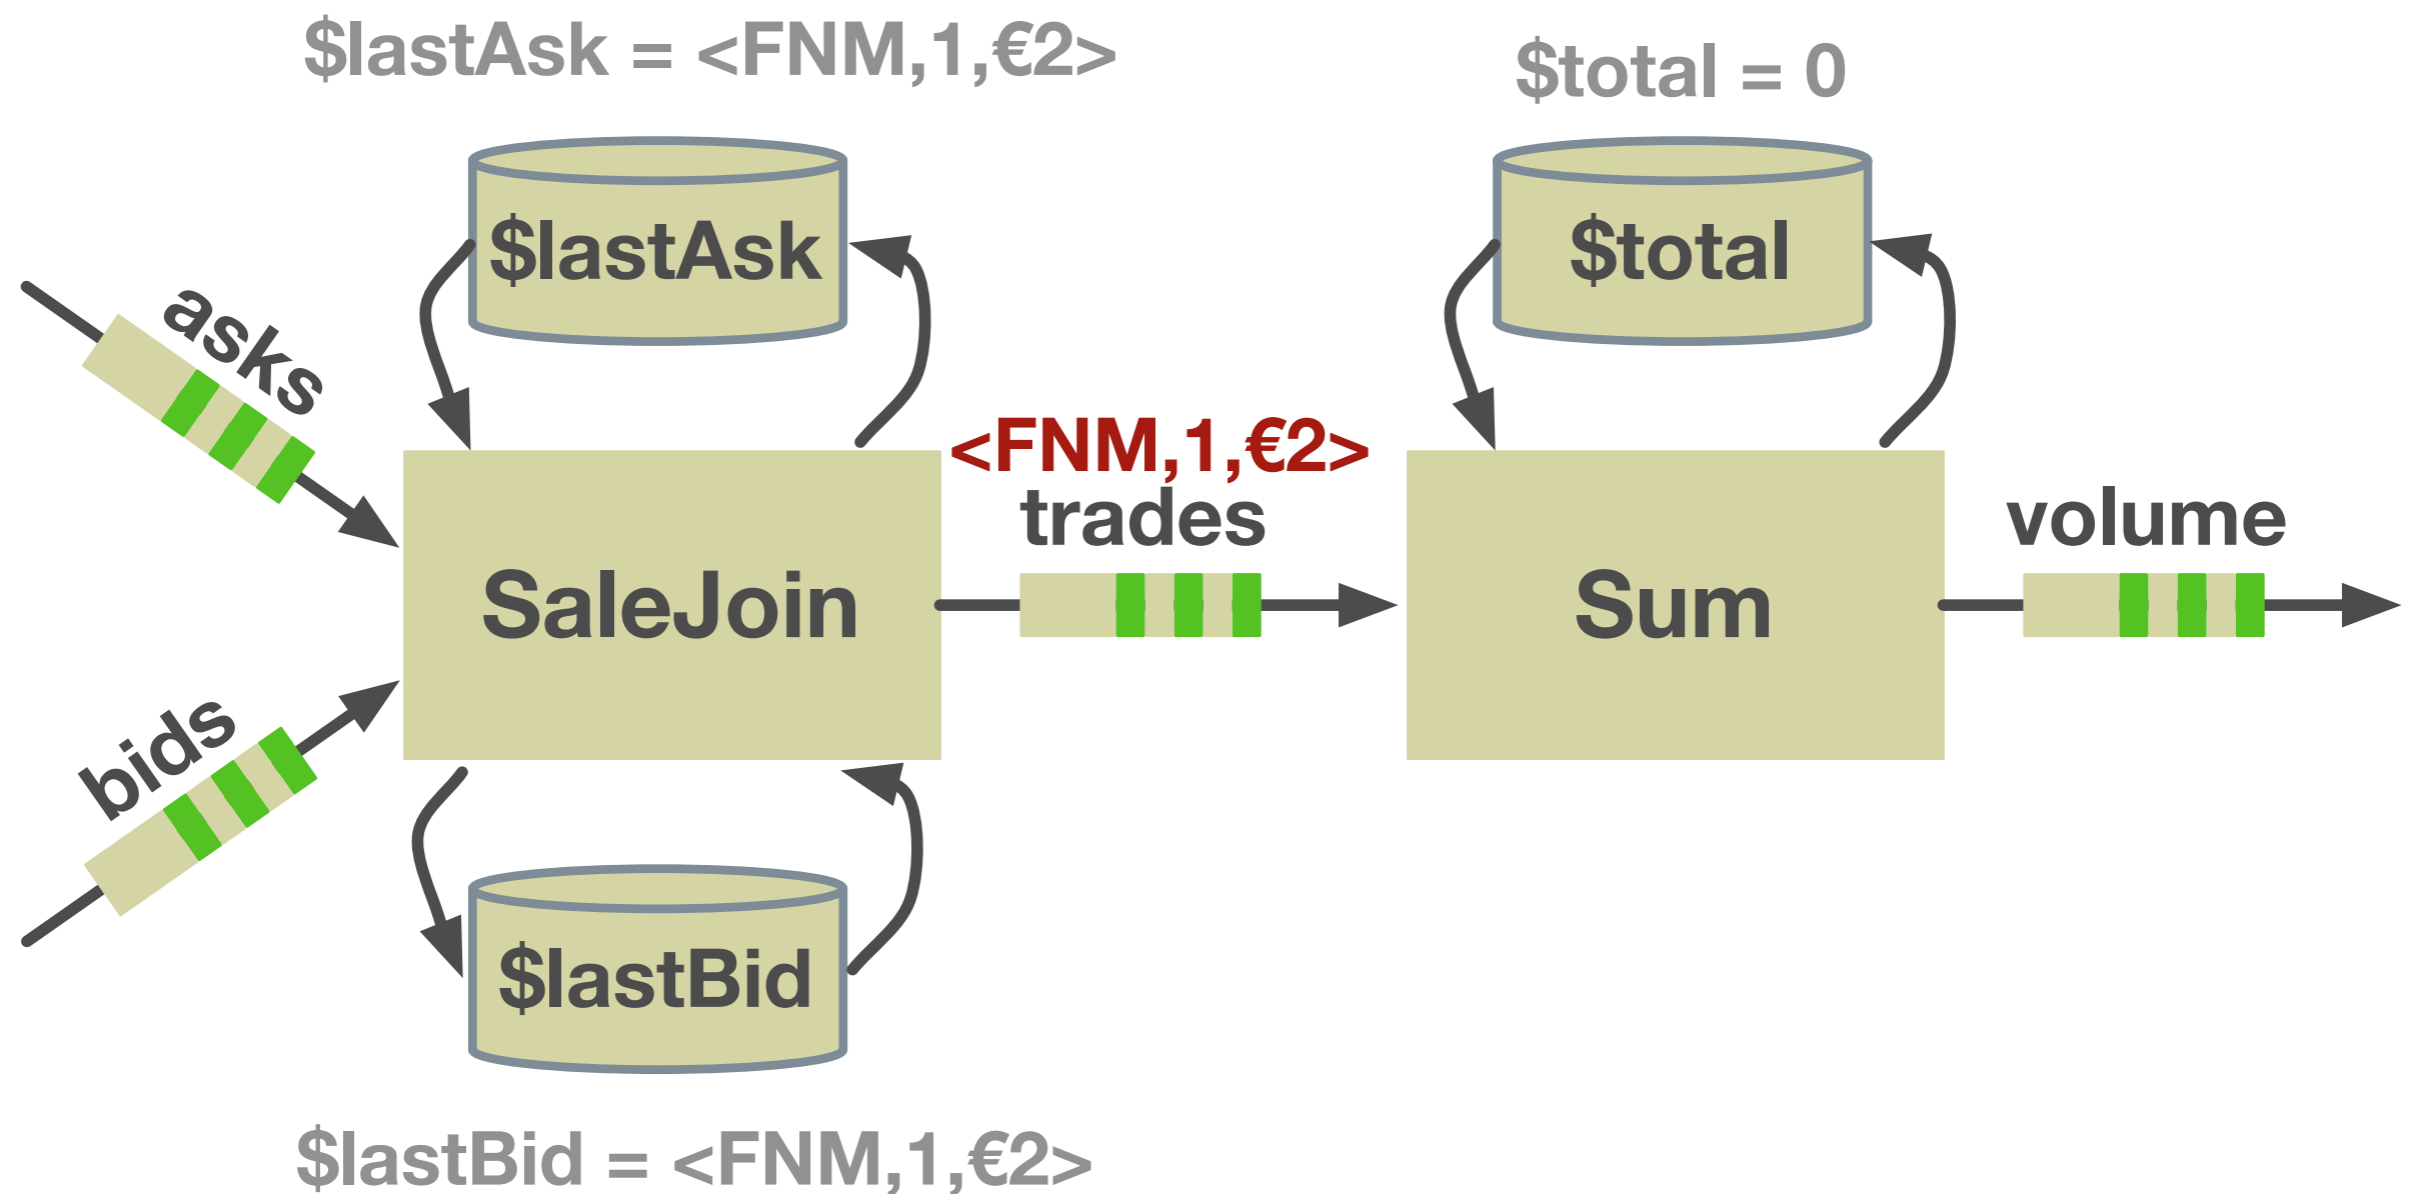 $lastAsk = <FNM,1,€2>
$total = 0
$lastAsk
$total
asks
<FNM,1,€2>
trades
volume
SaleJoin
Sum
bids
$lastBid
$lastBid = <FNM,1,€2>